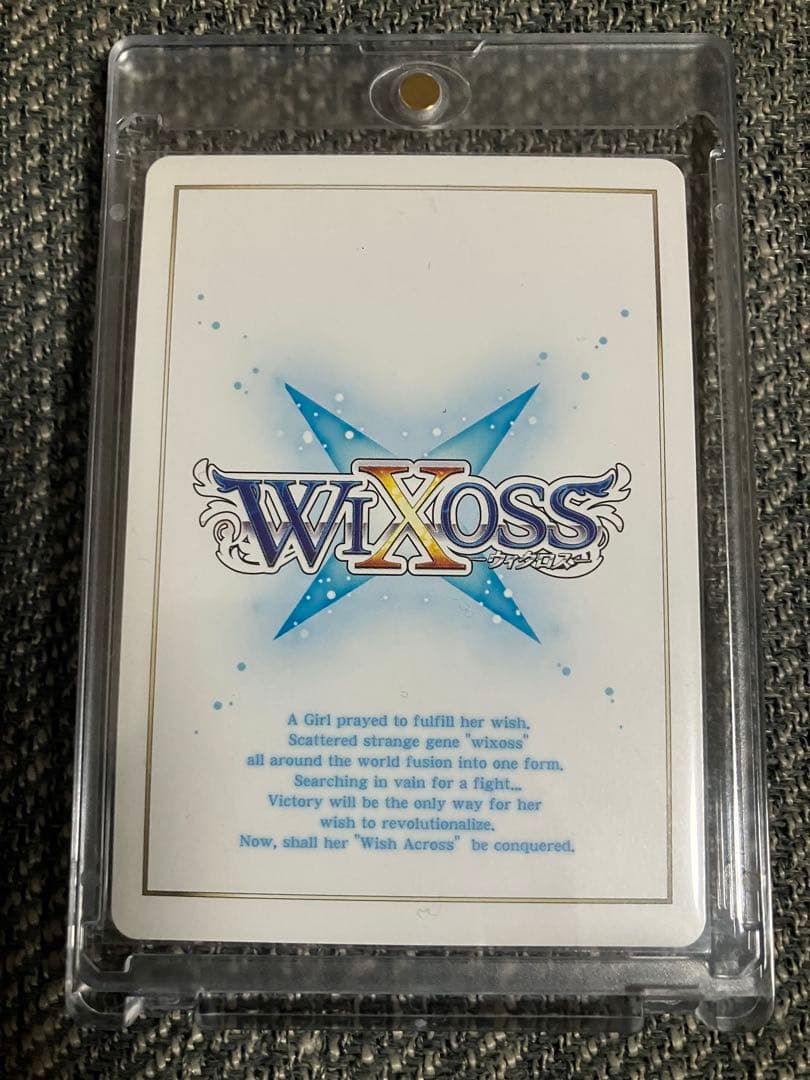 WIXOSS
ーウィクロスー
A Girl prayed to fulfill her wish.
Scattered strange gene "wixoss"
all around the world fusion into one form.
Searching in vain for a fight...
Victory will be the only way for her
wish to revolutionalize.
Now, shall her "Wish Across" be conquered.